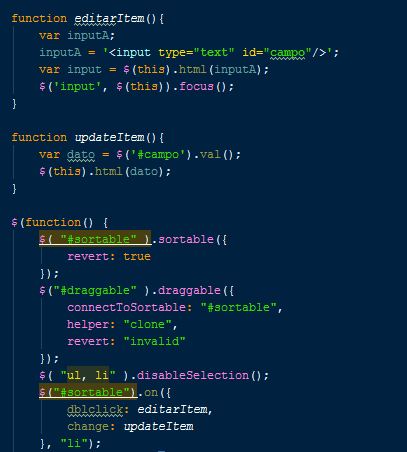 function editarItem(){
    var inputA;
    inputA = '<input type="text" id="campo"/>';
    var input = $(this).html(inputA);
    $('input', $(this)).focus();
}

function updateItem(){
    var dato = $('#campo').val();
    $(this).html(dato);
}

$(function() {
    $( "#sortable" ).sortable({
        revert: true
    });
    $("#draggable" ).draggable({
        connectToSortable: "#sortable",
        helper: "clone",
        revert: "invalid"
    });
    $( "ul, li" ).disableSelection();
    $("#sortable").on({
        dblclick: editarItem,
        change: updateItem
    }, "li");